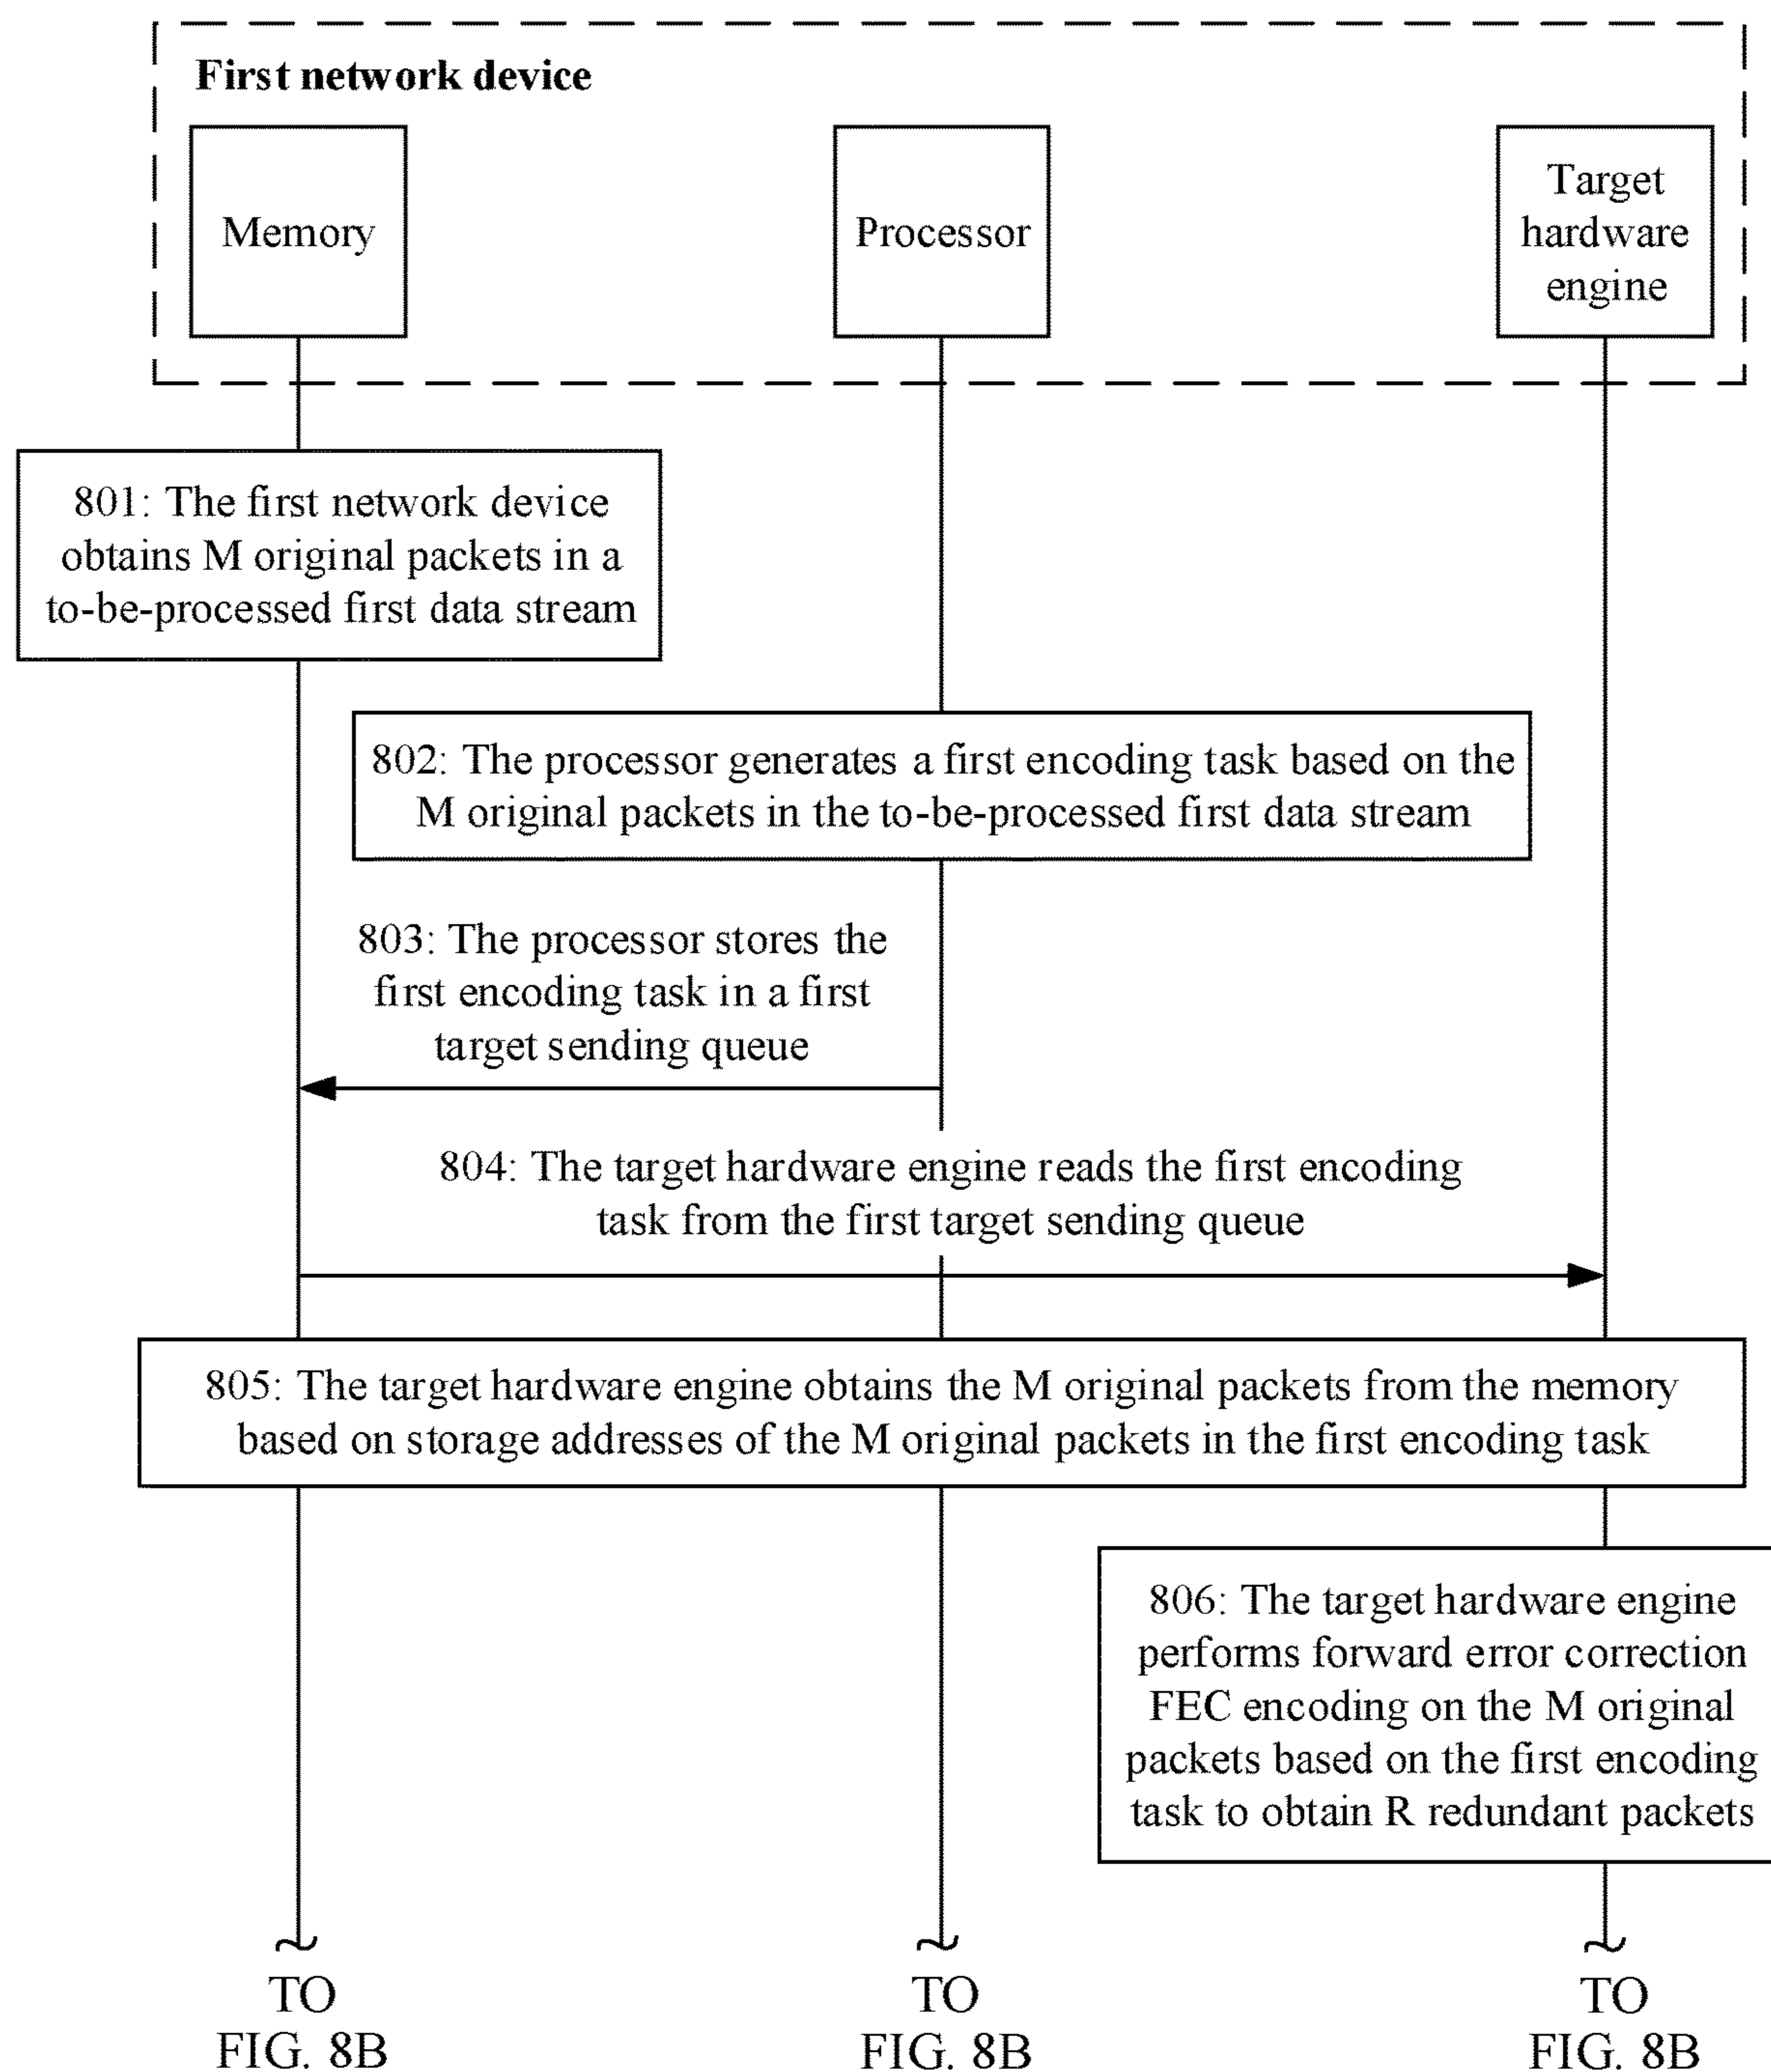 First network device
Memory
Processor
Target
hardware
engine
801: The first network device
obtains M original packets in a
to-be-processed first data stream
802: The processor generates a first encoding task based on the
M original packets in the to-be-processed first data stream
803: The processor stores the
first encoding task in a first
target sending queue
804: The target hardware engine reads the first encoding
task from the first target sending queue
805: The target hardware engine obtains the M original packets from the memory
based on storage addresses of the M original packets in the first encoding task
806: The target hardware engine
performs forward error correction
FEC encoding on the M original
packets based on the first encoding
task to obtain R redundant packets
TO
FIG. 8B
TO
FIG. 8B
TO
FIG. 8B